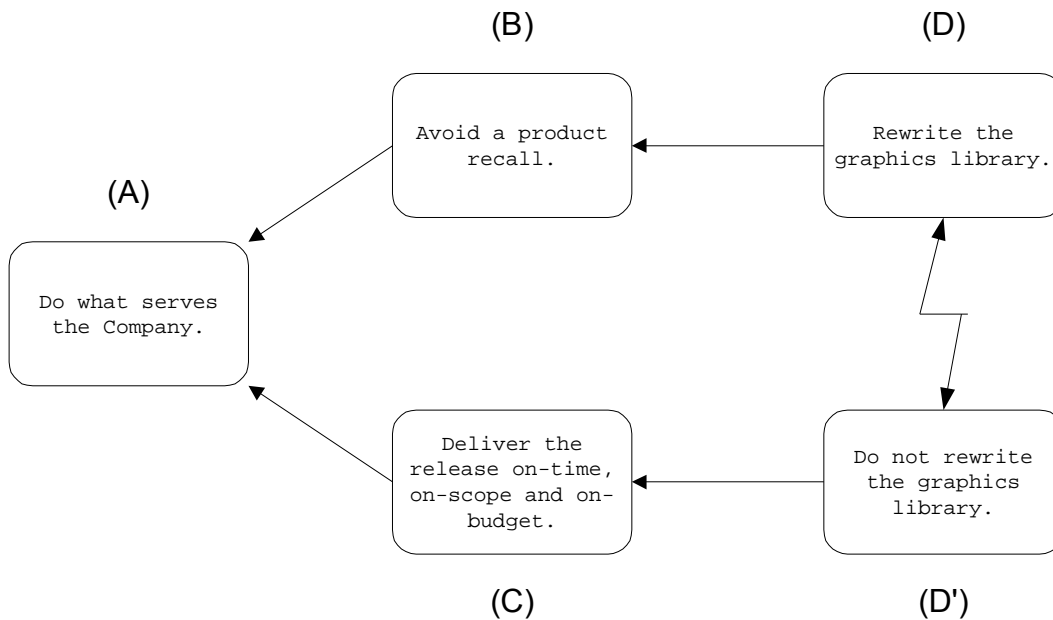 (B)
(D)
Avoid a product
recall.
Rewrite the
graphics library.
(A)
Do what serves
the Company.
Deliver the
release on-time,
on-scope and on-
budget.
Do not rewrite
the graphics
library.
(C)
(D')